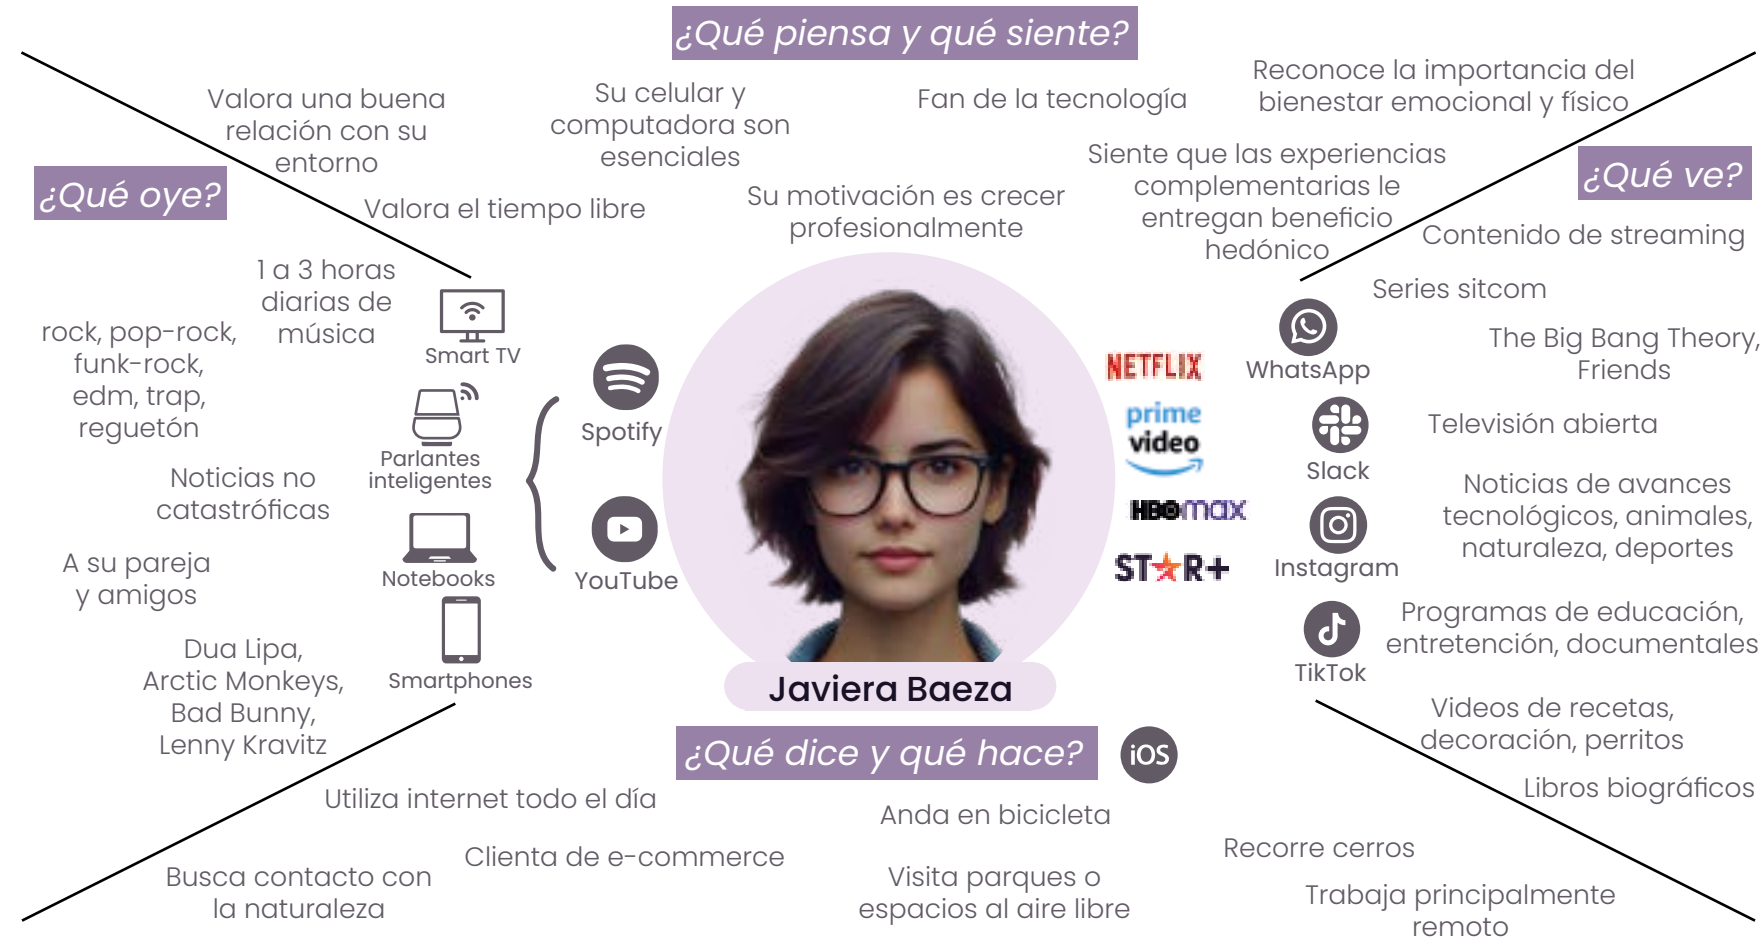 ¿Qué piensa y qué siente?
Valora una buena
relación con su
entorno
Su celular y
computadora son
esenciales
Fan de la tecnología
Reconoce la importancia del
bienestar emocional y físico
Valora el tiempo libre
Su motivación es crecer
profesionalmente
Siente que las experiencias
complementarias le
entregan beneficio
hedónico
¿Qué oye?
1 a 3 horas
diarias de
música
rock, pop-rock,
funk-rock,
edm, trap,
reguetón
Noticias no
catastróficas
A su pareja
y amigos
Dua Lipa,
Arctic Monkeys,
Bad Bunny,
Lenny Kravitz
Smart TV
Parlantes
inteligentes
Notebooks
Smartphones
Spotify
YouTube
Javiera Baeza
NETFLIX
prime
video
HBOmax
ST★R+
¿Qué ve?
Contenido de streaming
Series sitcom
The Big Bang Theory,
Friends
Televisión abierta
Noticias de avances
tecnológicos, animales,
naturaleza, deportes
Programas de educación,
entretención, documentales
Videos de recetas,
decoración, perritos
Libros biográficos
WhatsApp
Slack
Instagram
TikTok
¿Qué dice y qué hace?
iOS
Utiliza internet todo el día
Anda en bicicleta
Clienta de e-commerce
Recorre cerros
Busca contacto con
la naturaleza
Visita parques o
espacios al aire libre
Trabaja principalmente
remoto